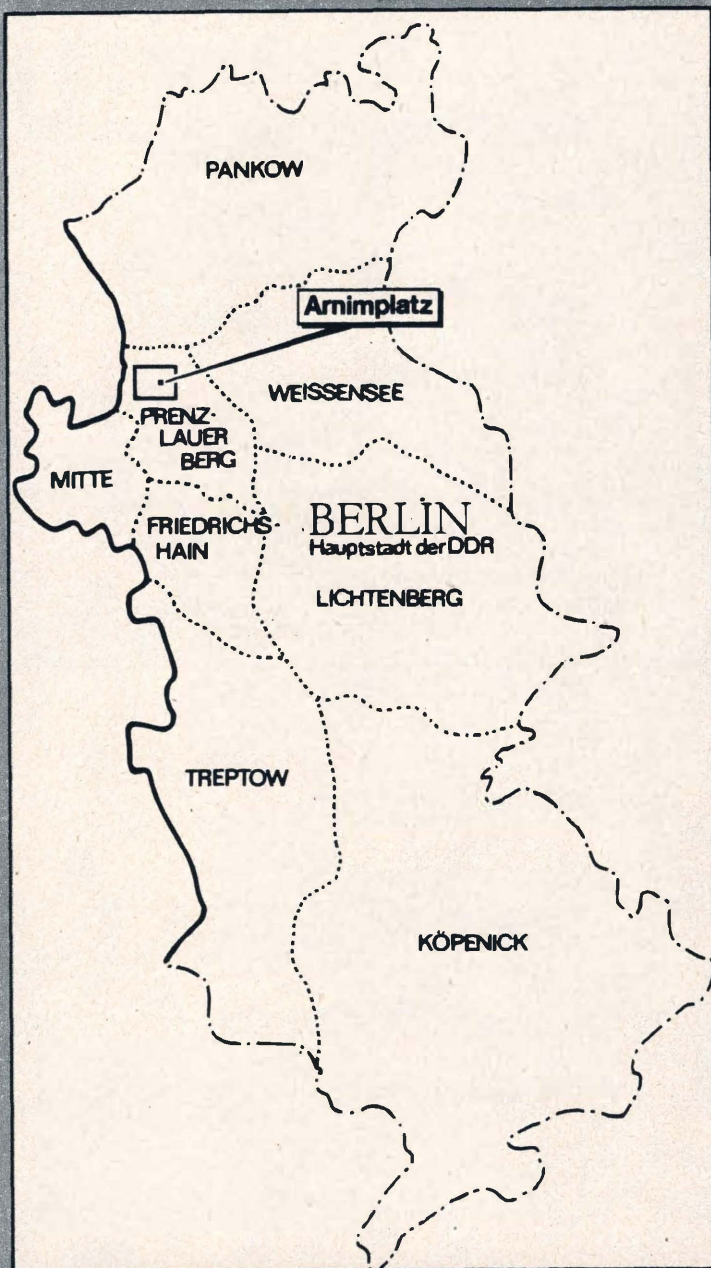 PANKOW
Arnimplatz
WEISSENSEE
PRENZ-
LAUER
BERG
MITTE
FRIEDRICHS-
HAIN
BERLIN
Hauptstadt der DDR
LICHTENBERG
TREPTOW
KÖPENICK